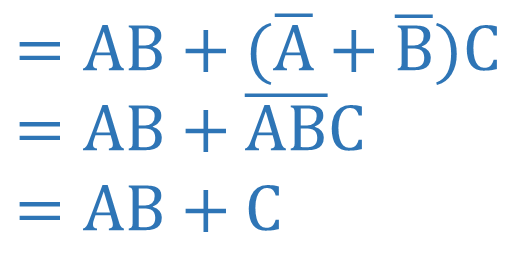 = AB + (A̅ + B̅)C
= AB + A̅B̅C
= AB + C